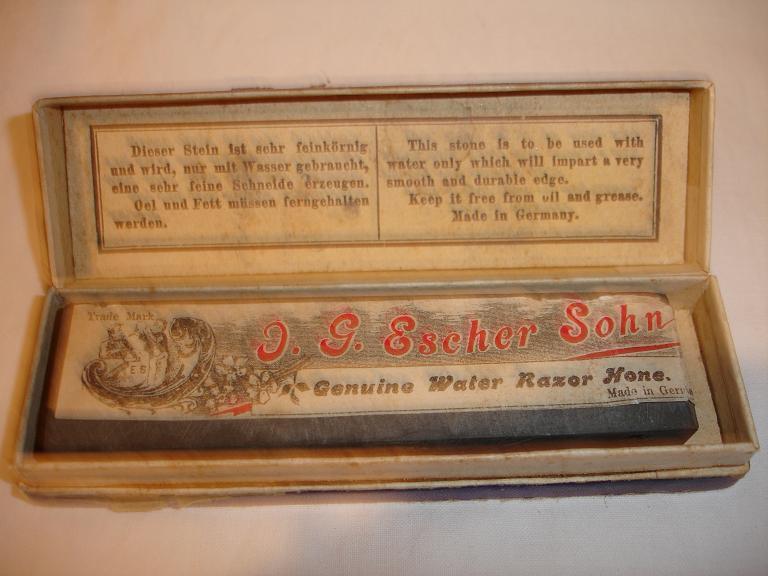 Dieser Stein ist sehr feinkörnig
und wird, nur mit Wasser gebraucht,
eine sehr feine Schneide erzeugen.
Oel und Fett müssen ferngehalten
werden.
This stone is to be used with
water only which will impart a very
smooth and durable edge.
Keep it free from oil and grease.
Made in Germany.
Trade Mark
E.S
J. G. Escher Sohn
Genuine Water Razor Hone.
Made in Germ